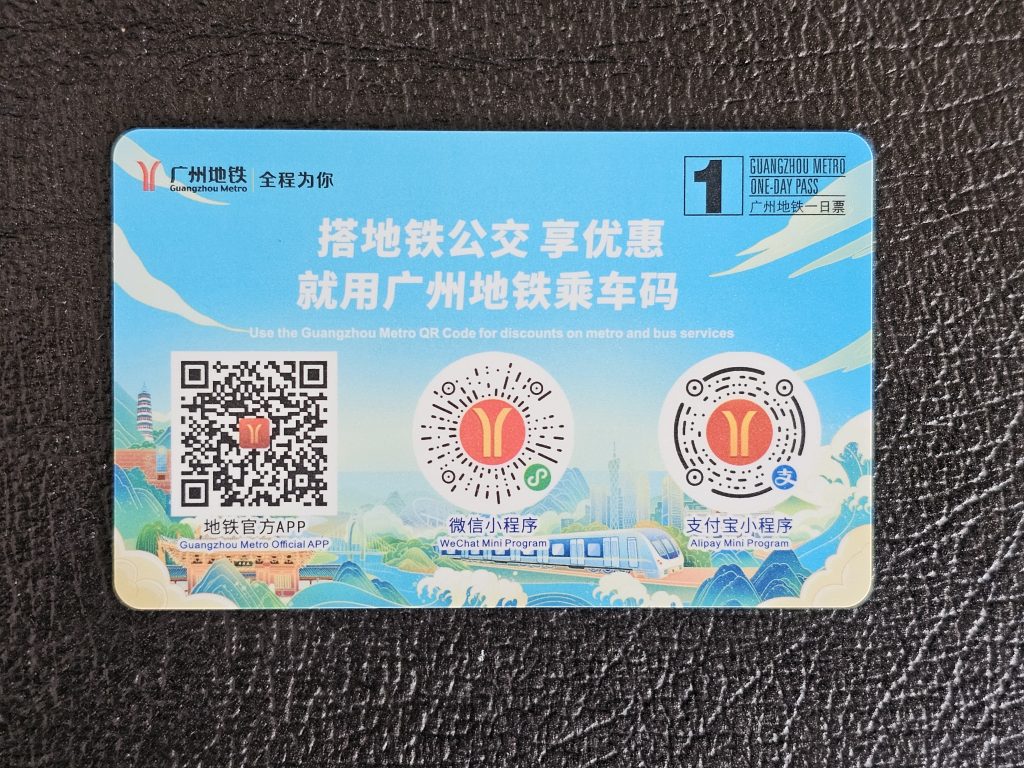 广州地铁
Guangzhou Metro
全程为你
1
GUANGZHOU METRO
ONE-DAY PASS
广州地铁一日票
搭地铁公交 享优惠
就用广州地铁乘车码
Use the Guangzhou Metro QR Code for discounts on metro and bus services
支
地铁官方APP
Guangzhou Metro Official APP
微信小程序
WeChat Mini Program
支付宝小程序
Alipay Mini Program